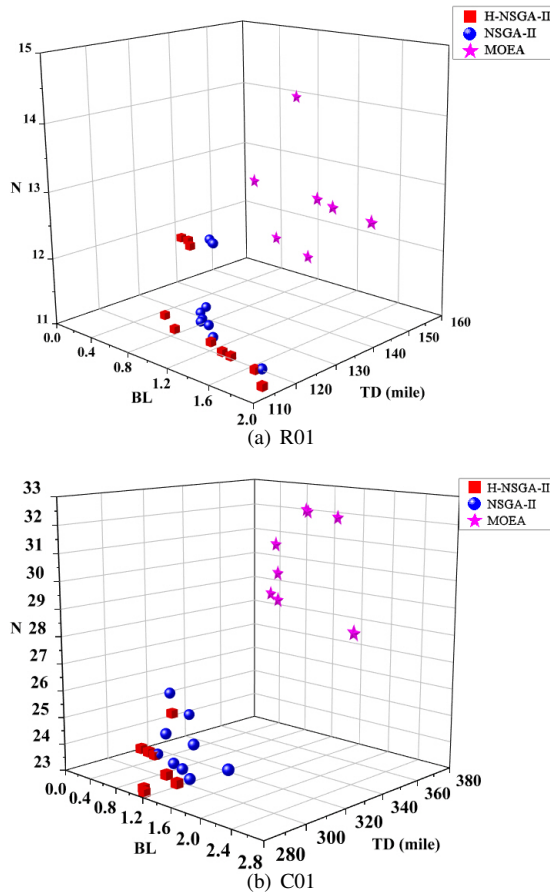 H-NSGA-II
NSGA-II
MOEA
15
14
N 13
12
11
0.0 0.4 0.8 1.2 1.6 2.0
BL
110 120 130 140 150 160
TD (mile)
(a) R01
H-NSGA-II
NSGA-II
MOEA
33
32
31
30
29
N 28
27
26
25
24
23
0.0 0.4 0.8 1.2 1.6 2.0 2.4 2.8
BL
280 300 320 340 360 380
TD (mile)
(b) C01